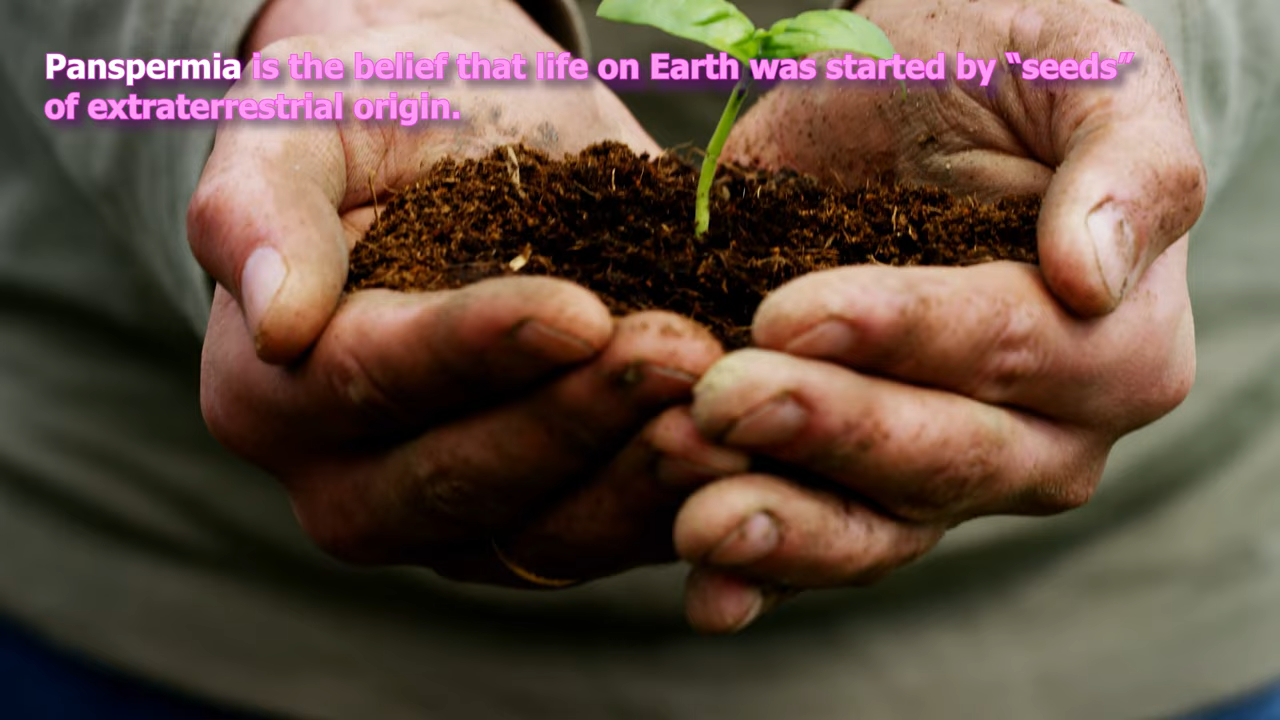 Panspermia is the belief that life on Earth was started by “seeds”
of extraterrestrial origin.